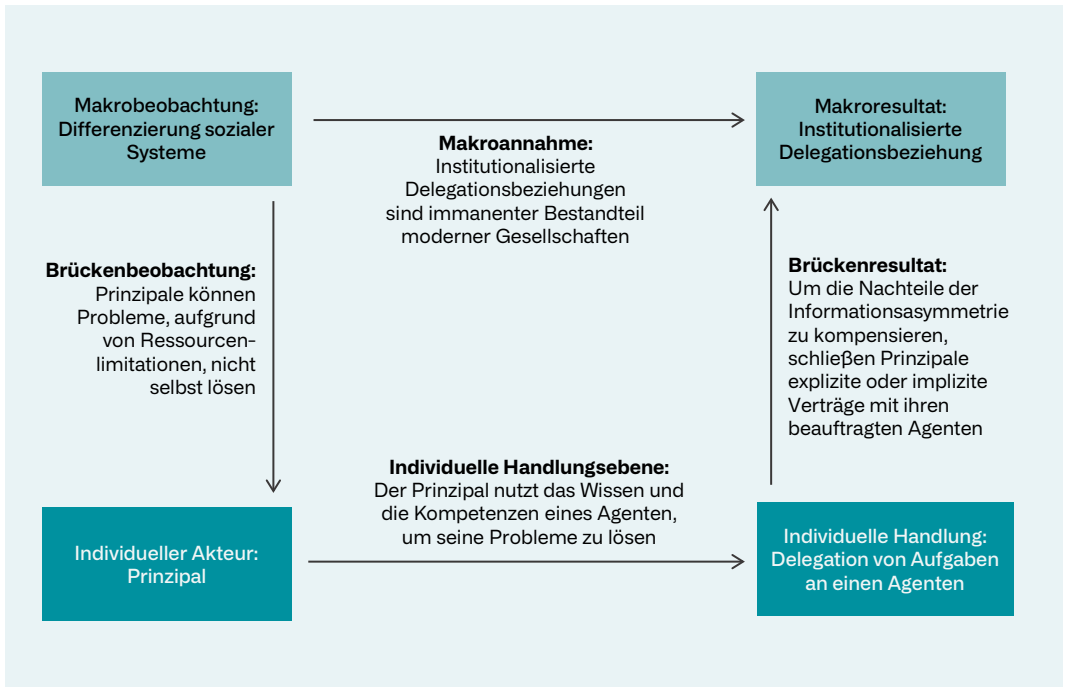 Makrobeobachtung:
Differenzierung sozialer
Systeme
Makroannahme:
Institutionalisierte
Delegationsbeziehungen
sind immanenter Bestandteil
moderner Gesellschaften
Makroresultat:
Institutionalisierte
Delegationsbeziehung
Brückenbeobachtung:
Prinzipale können
Probleme, aufgrund
von Ressourcen-
limitationen, nicht
selbst lösen
Brückenresultat:
Um die Nachteile der
Informationsasymmetrie
zu kompensieren,
schließen Prinzipale
explizite oder implizite
Verträge mit ihren
beauftragten Agenten
Individueller Akteur:
Prinzipal
Individuelle Handlungsebene:
Der Prinzipal nutzt das Wissen und
die Kompetenzen eines Agenten,
um seine Probleme zu lösen
Individuelle Handlung:
Delegation von Aufgaben
an einen Agenten